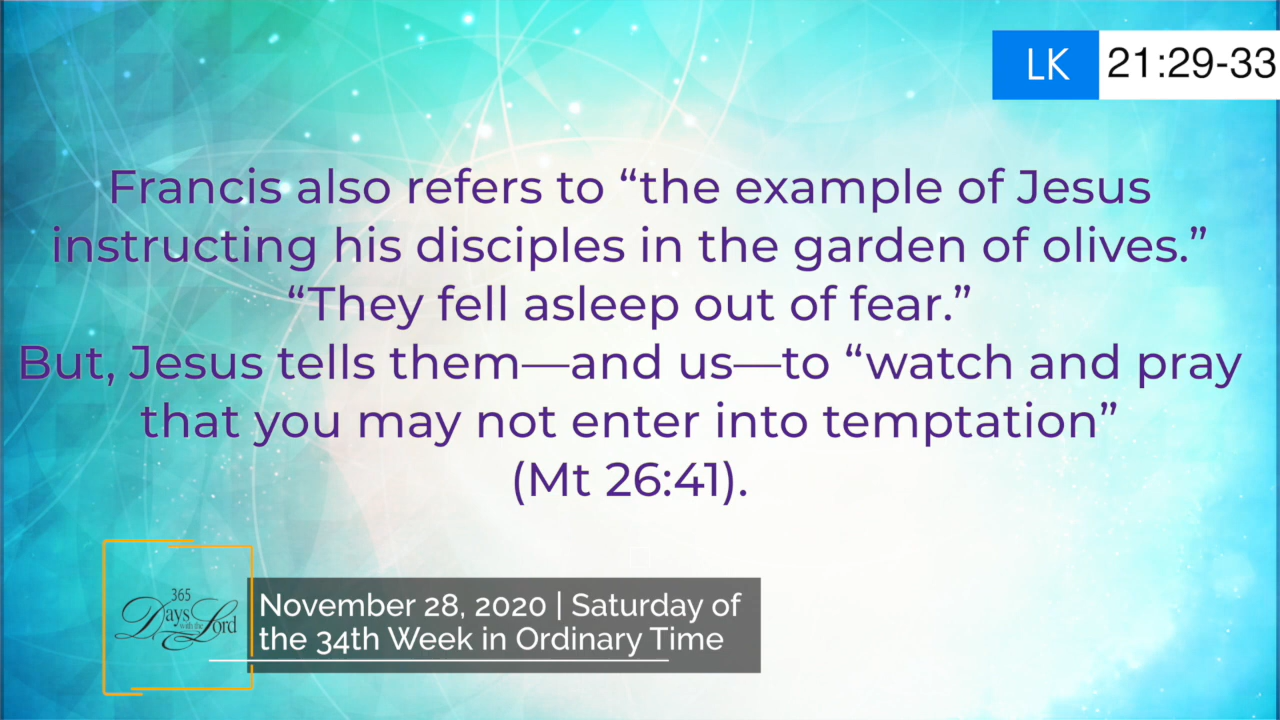 LK 21:29-33
Francis also refers to “the example of Jesus
instructing his disciples in the garden of olives.”
“They fell asleep out of fear.”
But, Jesus tells them—and us—to “watch and pray
that you may not enter into temptation”
(Mt 26:41).
365
Days with the Lord
November 28, 2020 | Saturday of
the 34th Week in Ordinary Time